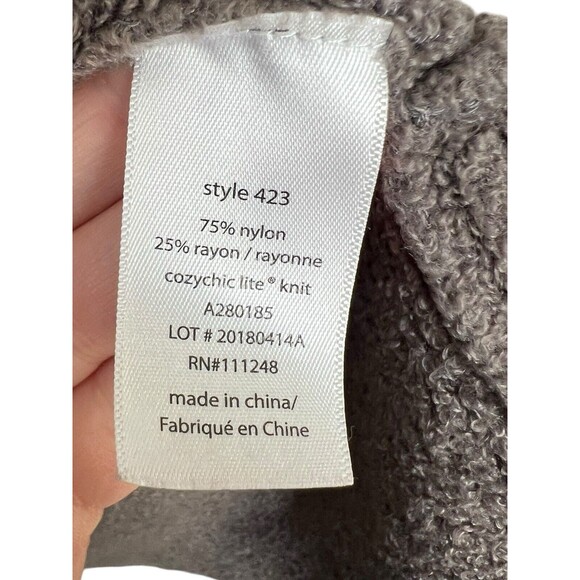 style 423
75% nylon
25% rayon / rayonne
cozychic lite® knit
A280185
LOT # 20180414A
RN#111248
made in china/
Fabriqué en Chine